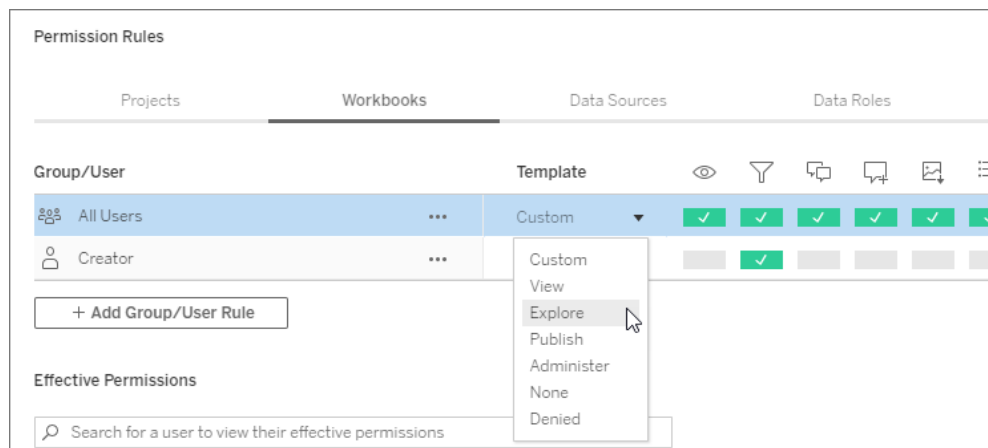 Permission Rules
Projects Workbooks Data Sources Data Roles
Group/User Template
All Users ••• Custom
Creator •••
Custom
View
+ Add Group/User Rule
Explore
Publish
Administer
Effective Permissions
None
Denied
Search for a user to view their effective permissions